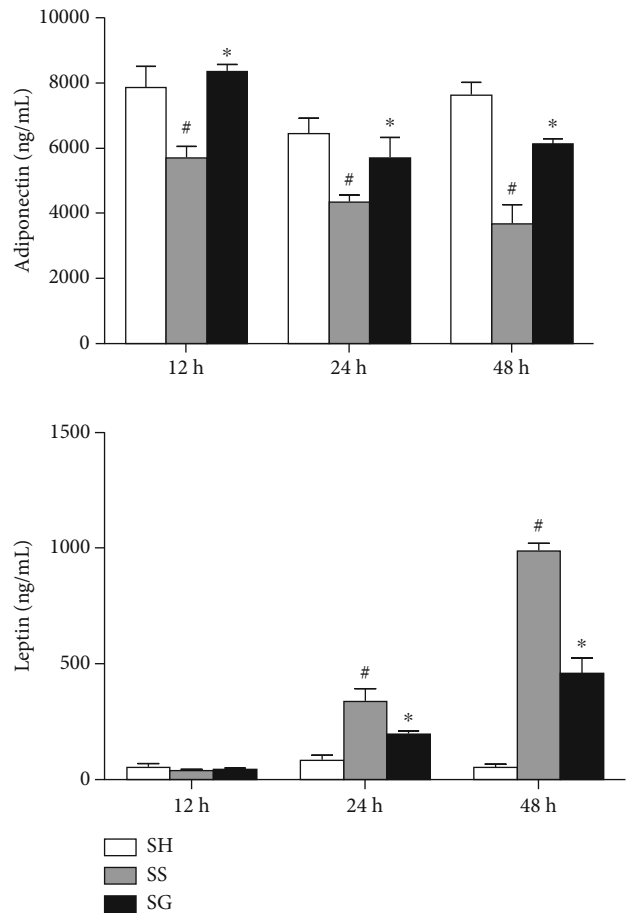 10000
8000
6000
4000
2000
0
Adiponectin (ng/mL)
*
#
#
*
#
*
12 h
24 h
48 h
1500
1000
500
0
Leptin (ng/mL)
#
*
#
*
12 h
24 h
48 h
SH
SS
SG